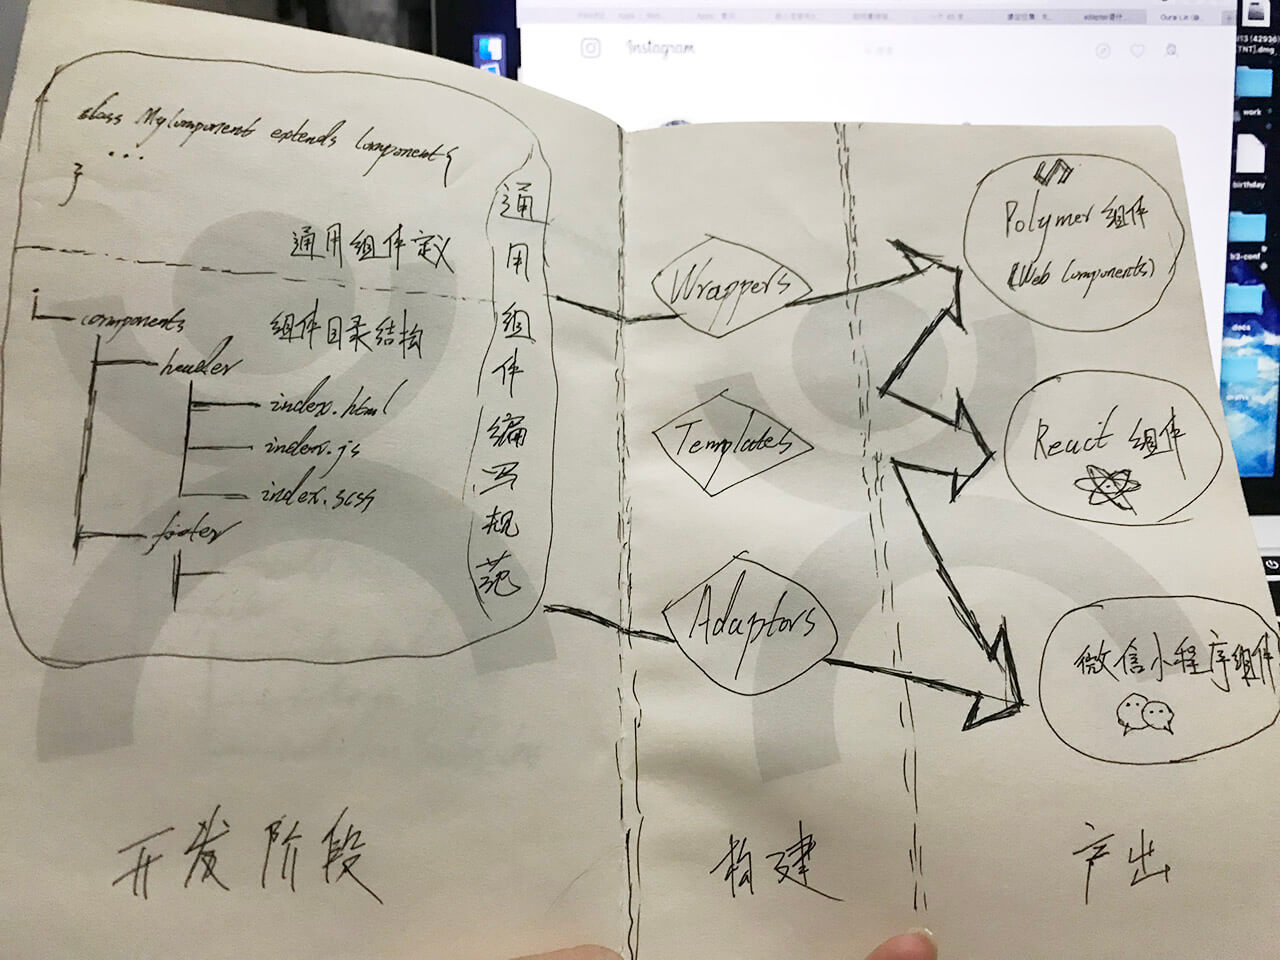 class MyComponent extends Component {
...
}
通用组件定义
components
组件目录结构
header
index.html
index.js
index.scss
footer
通用组件编写规范
开发阶段
Wrappers
Templates
Adaptors
构建
</>
Polymer 组件
(Web Components)
React 组件
微信小程序组件
产出
Instagram
work
birthday
docs